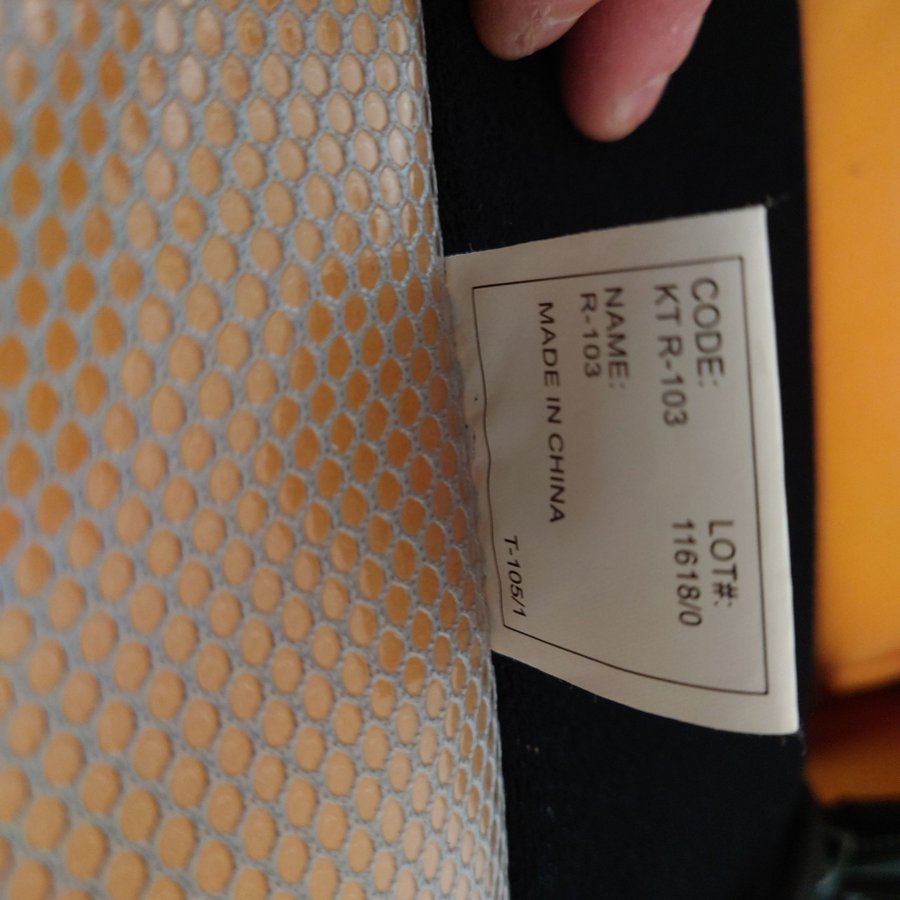 CODE:
KT R-103
LOT#:
11618/0
NAME:
R-103
MADE IN CHINA
T-105/1